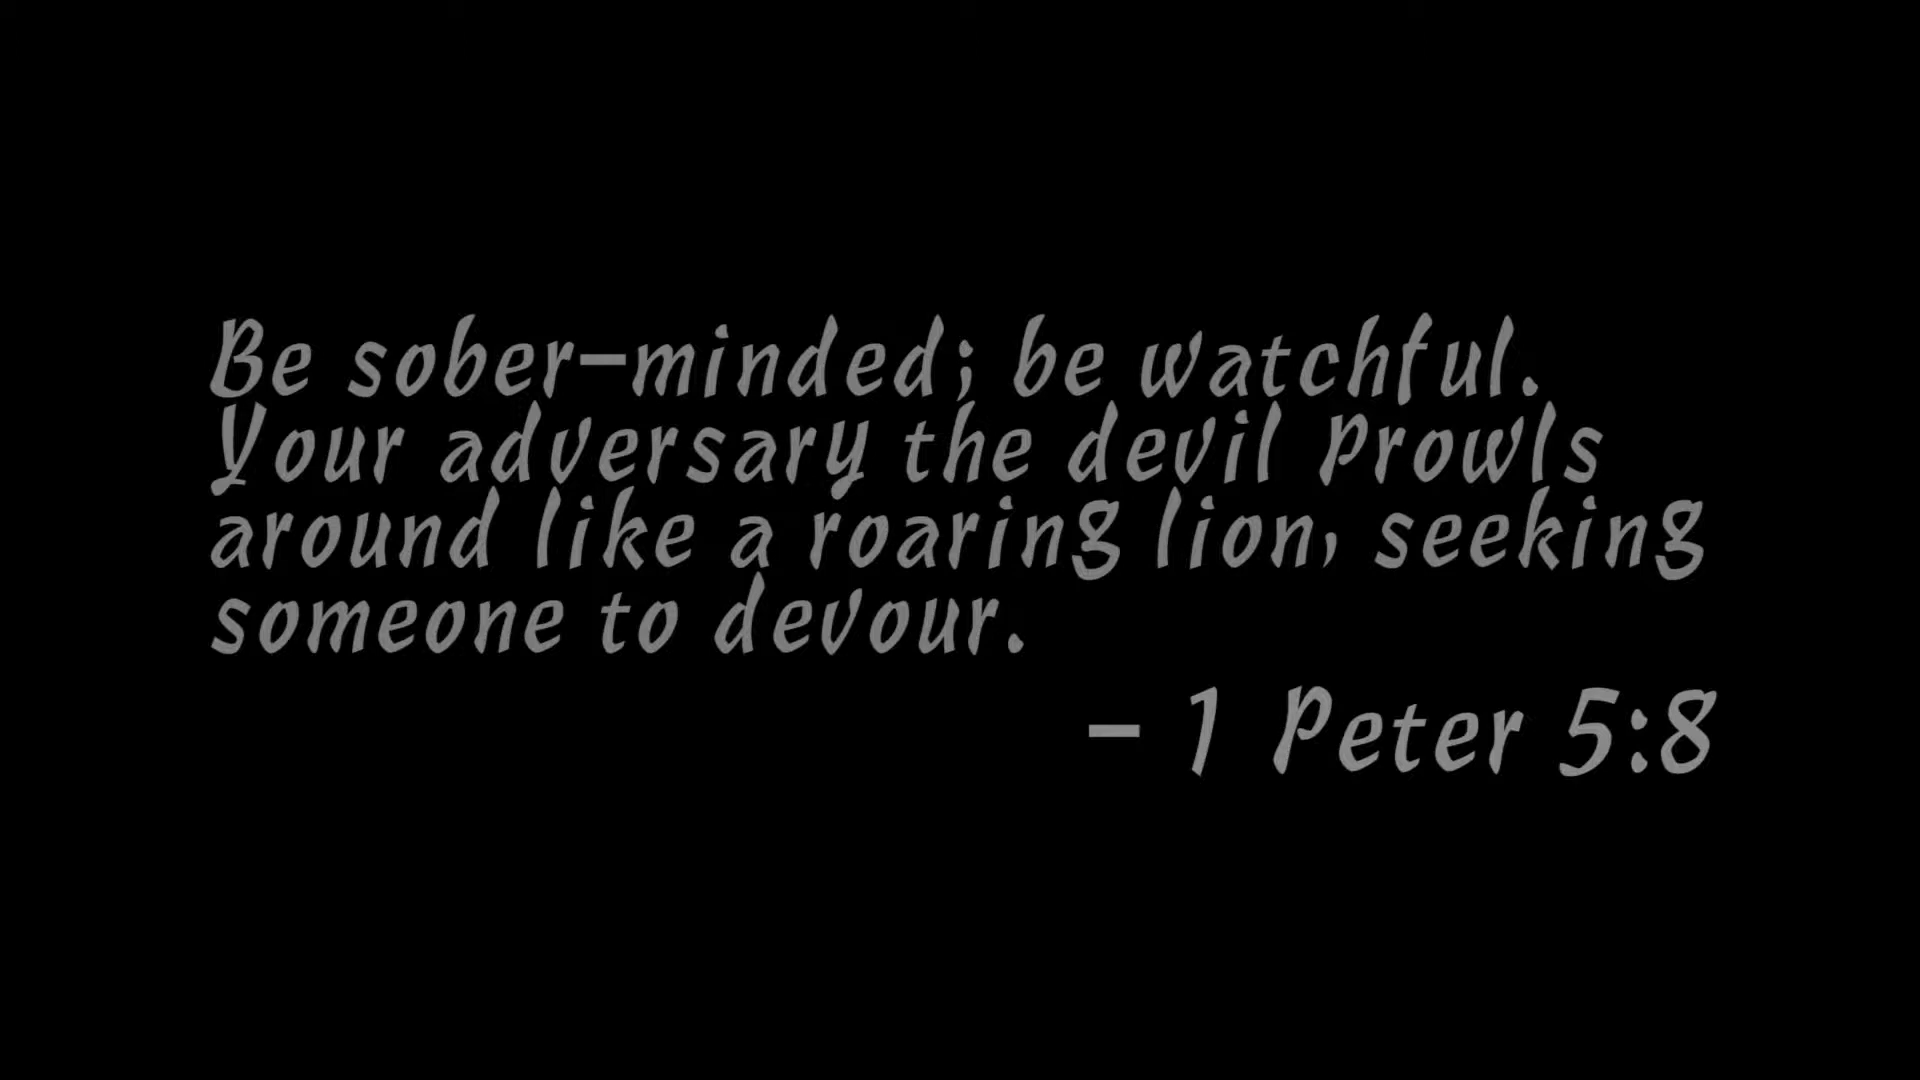 Be sober-minded; be watchful.
Your adversary the devil prowls
around like a roaring lion, seeking
someone to devour.
- 1 Peter 5:8